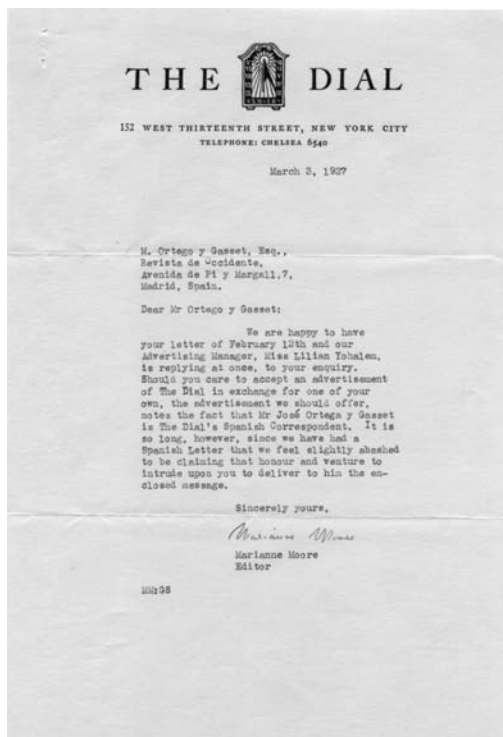 THE DIAL
152 WEST THIRTEENTH STREET, NEW YORK CITY
TELEPHONE: CHELSEA 6540
March 3, 1927
M. Ortego y Gasset, Esq.,
Revista de Occidente,
Avenida de Pi y Margall,7,
Madrid, Spain.
Dear Mr Ortego y Gasset:
We are happy to have
your letter of February 12th and our
Advertising Manager, Miss Lilian Yohalem,
is replying at once, to your enquiry.
Should you care to accept an advertisement
of The Dial in exchange for one of your
own, the advertisement we should offer,
notes the fact that Mr José Ortega y Gasset
is The Dial's Spanish Correspondent. It is
so long, however, since we have had a
Spanish Letter that we feel slightly abashed
to be claiming that honour and venture to
intrude upon you to deliver to him the en-
closed message.
Sincerely yours,
Marianne Moore
Marianne Moore
Editor
MM:GS